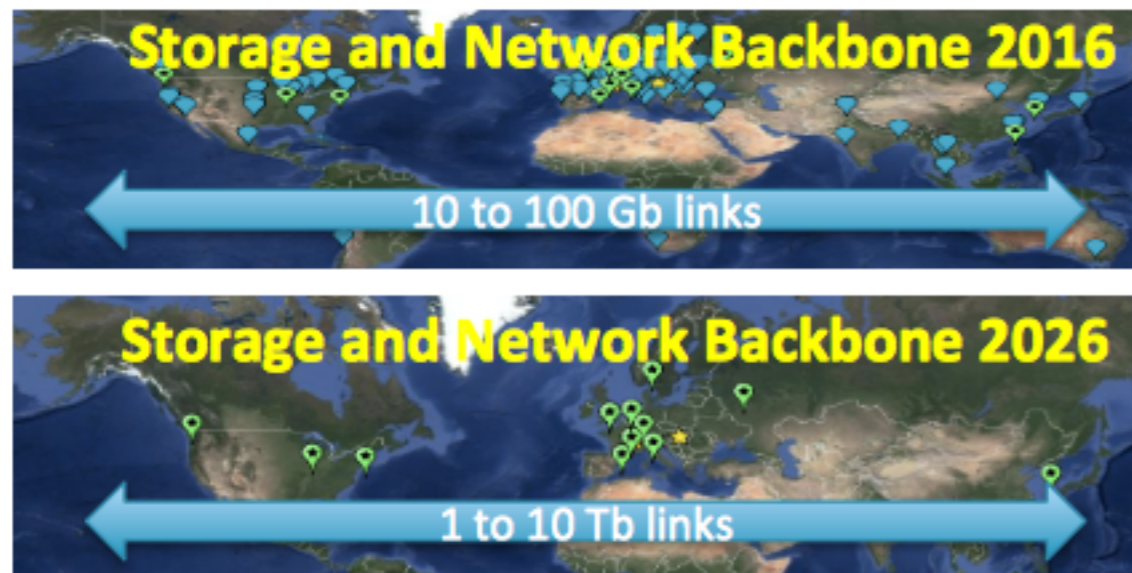 Storage and Network Backbone 2016
10 to 100 Gb links
Storage and Network Backbone 2026
1 to 10 Tb links